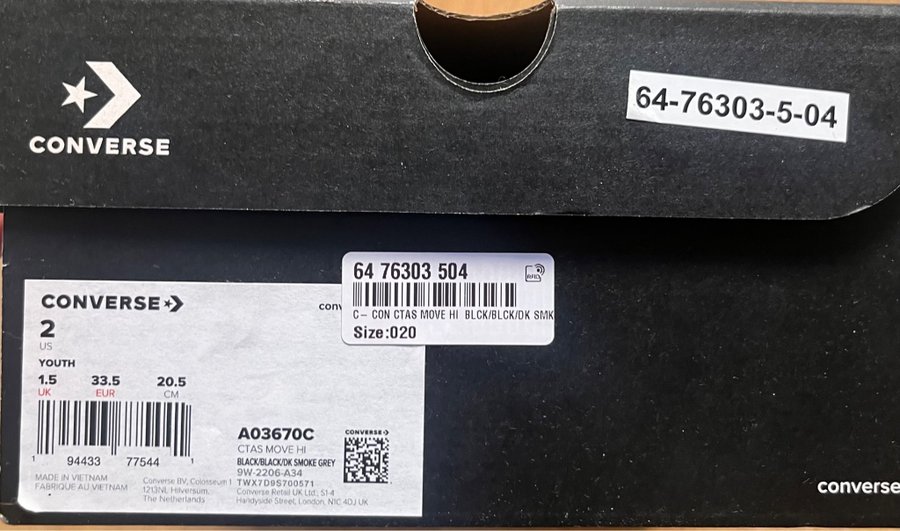 CONVERSE
64-76303-5-04
64 76303 504
RFID
C- CON CTAS MOVE HI BLCK/BLCK/DK SMK
Size:020
CONVERSE
2
US
YOUTH
1.5 33.5 20.5
UK EUR CM
1 94433 77544 1
MADE IN VIETNAM
FABRIQUE AU VIETNAM
Converse BV, Colosseum 1
1213NL Hilversum,
The Netherlands
A03670C
CTAS MOVE HI
BLACK/BLACK/DK SMOKE GREY
9W-2206-A34
TWX7D9S700571
Converse Retail UK Ltd, S1-4
Handyside Street, London, N1C 4DJ UK
CONVERSE
converse